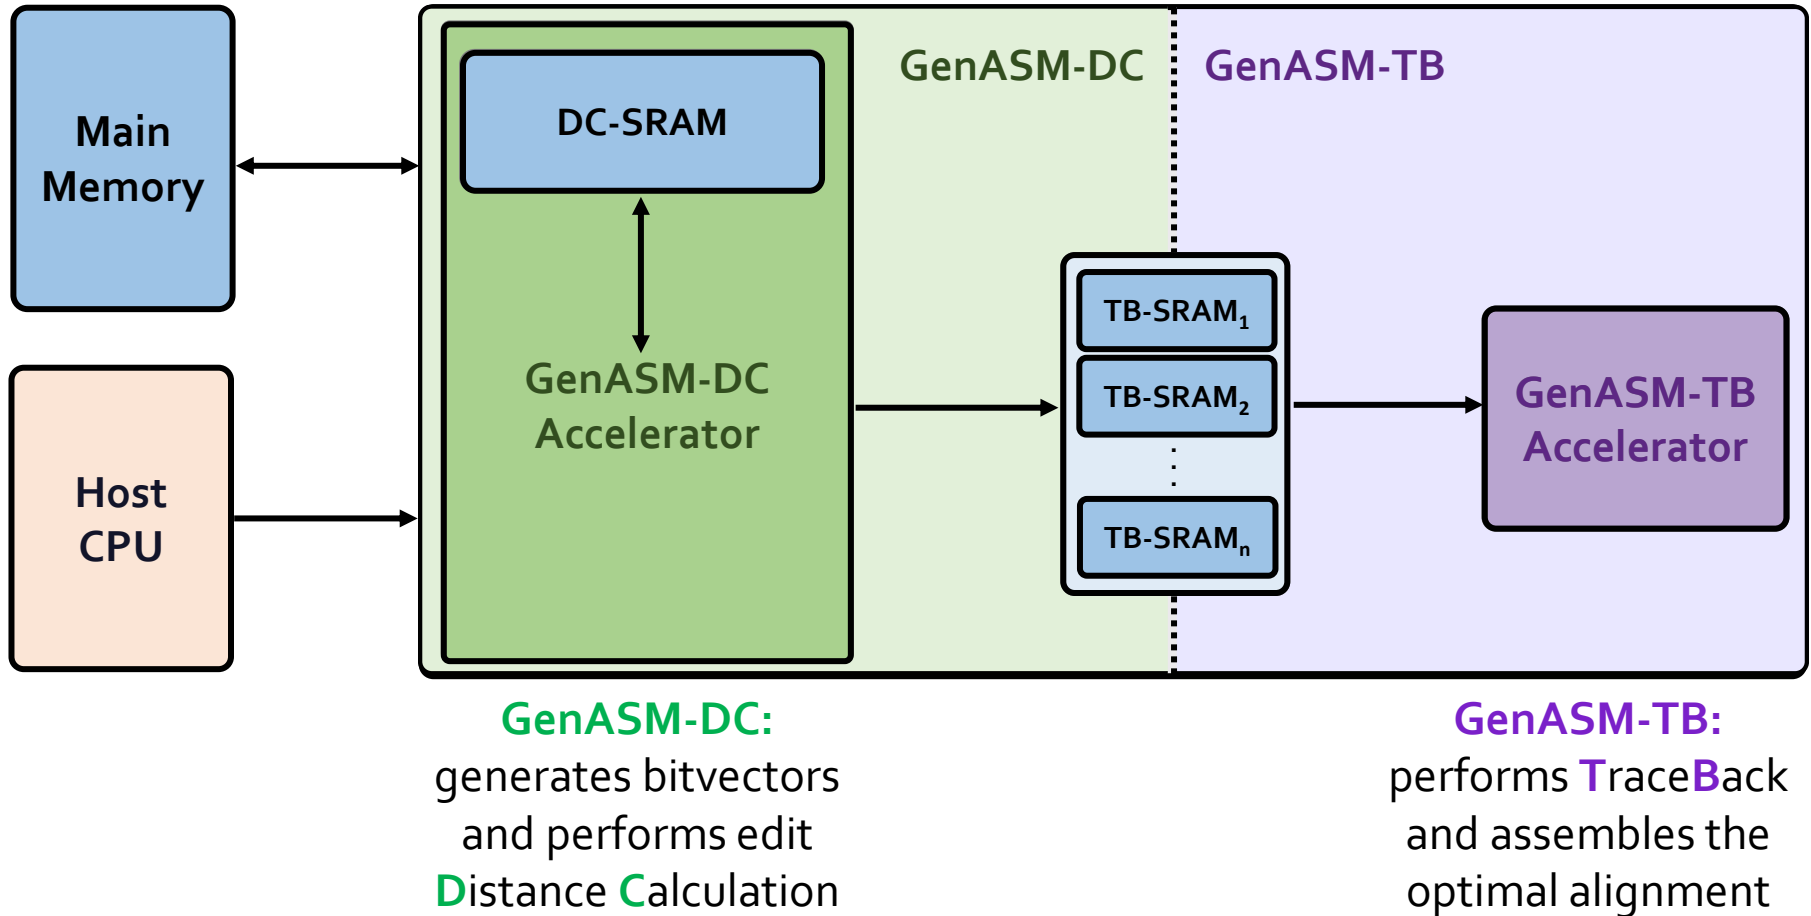 Main
Memory
Host
CPU
DC-SRAM
GenASM-DC
Accelerator
GenASM-DC
GenASM-TB
TB-SRAM1
TB-SRAM2
⋮
TB-SRAMn
GenASM-TB
Accelerator
GenASM-DC:
generates bitvectors
and performs edit
Distance Calculation
GenASM-TB:
performs TraceBack
and assembles the
optimal alignment